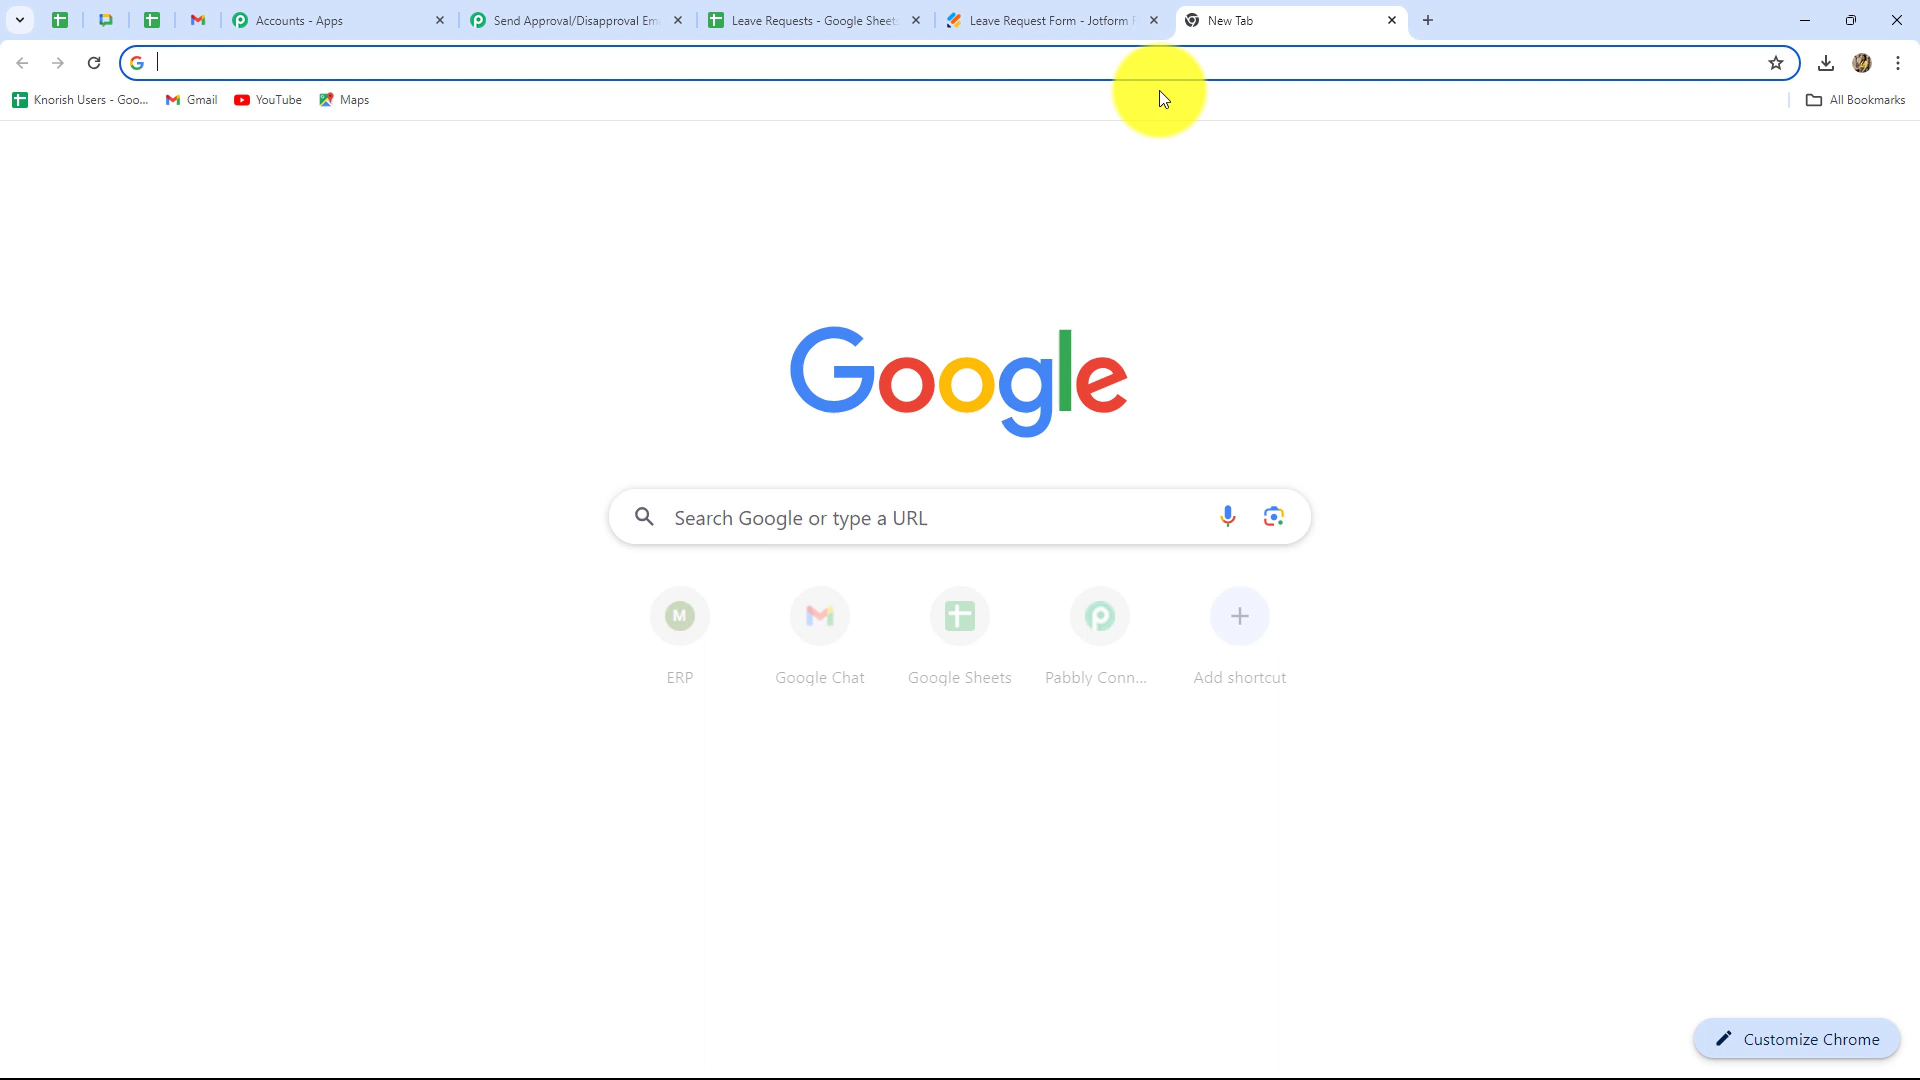 Accounts - Apps
Send Approval/Disapproval Em
Leave Requests - Google Sheets
Leave Request Form - Jotform F
New Tab
Knorish Users - Goo...
Gmail
YouTube
Maps
All Bookmarks
Google
Search Google or type a URL
M
ERP
Google Chat
Google Sheets
Pabbly Conn...
Add shortcut
Customize Chrome